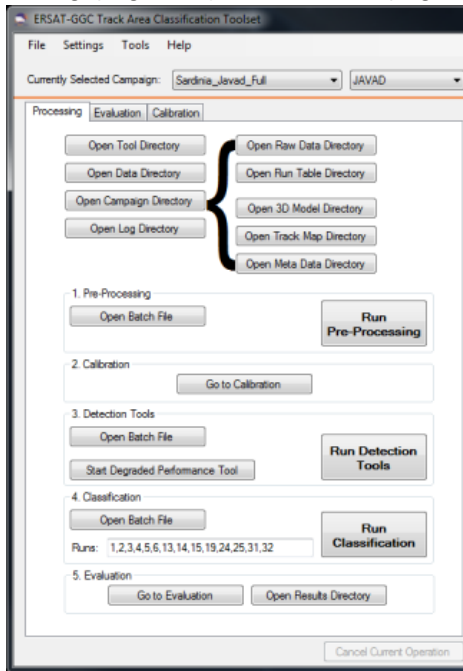 ERSAT-GGC Track Area Classification Toolset
File Settings Tools Help
Currently Selected Campaign: Sardinia_Javad_Full JAVAD
Processing Evaluation Calibration
Open Tool Directory Open Raw Data Directory
Open Data Directory Open Run Table Directory
Open Campaign Directory Open 3D Model Directory
Open Log Directory Open Track Map Directory
Open Meta Data Directory
1. Pre-Processing
Open Batch File Run
Pre-Processing
2. Calibration
Go to Calibration
3. Detection Tools
Open Batch File Run Detection
Start Degraded Performance Tool Tools
4. Classification
Open Batch File Run
Runs: 1,2,3,4,5,6,13,14,15,19,24,25,31,32 Classification
5. Evaluation
Go to Evaluation Open Results Directory
Cancel Current Operation